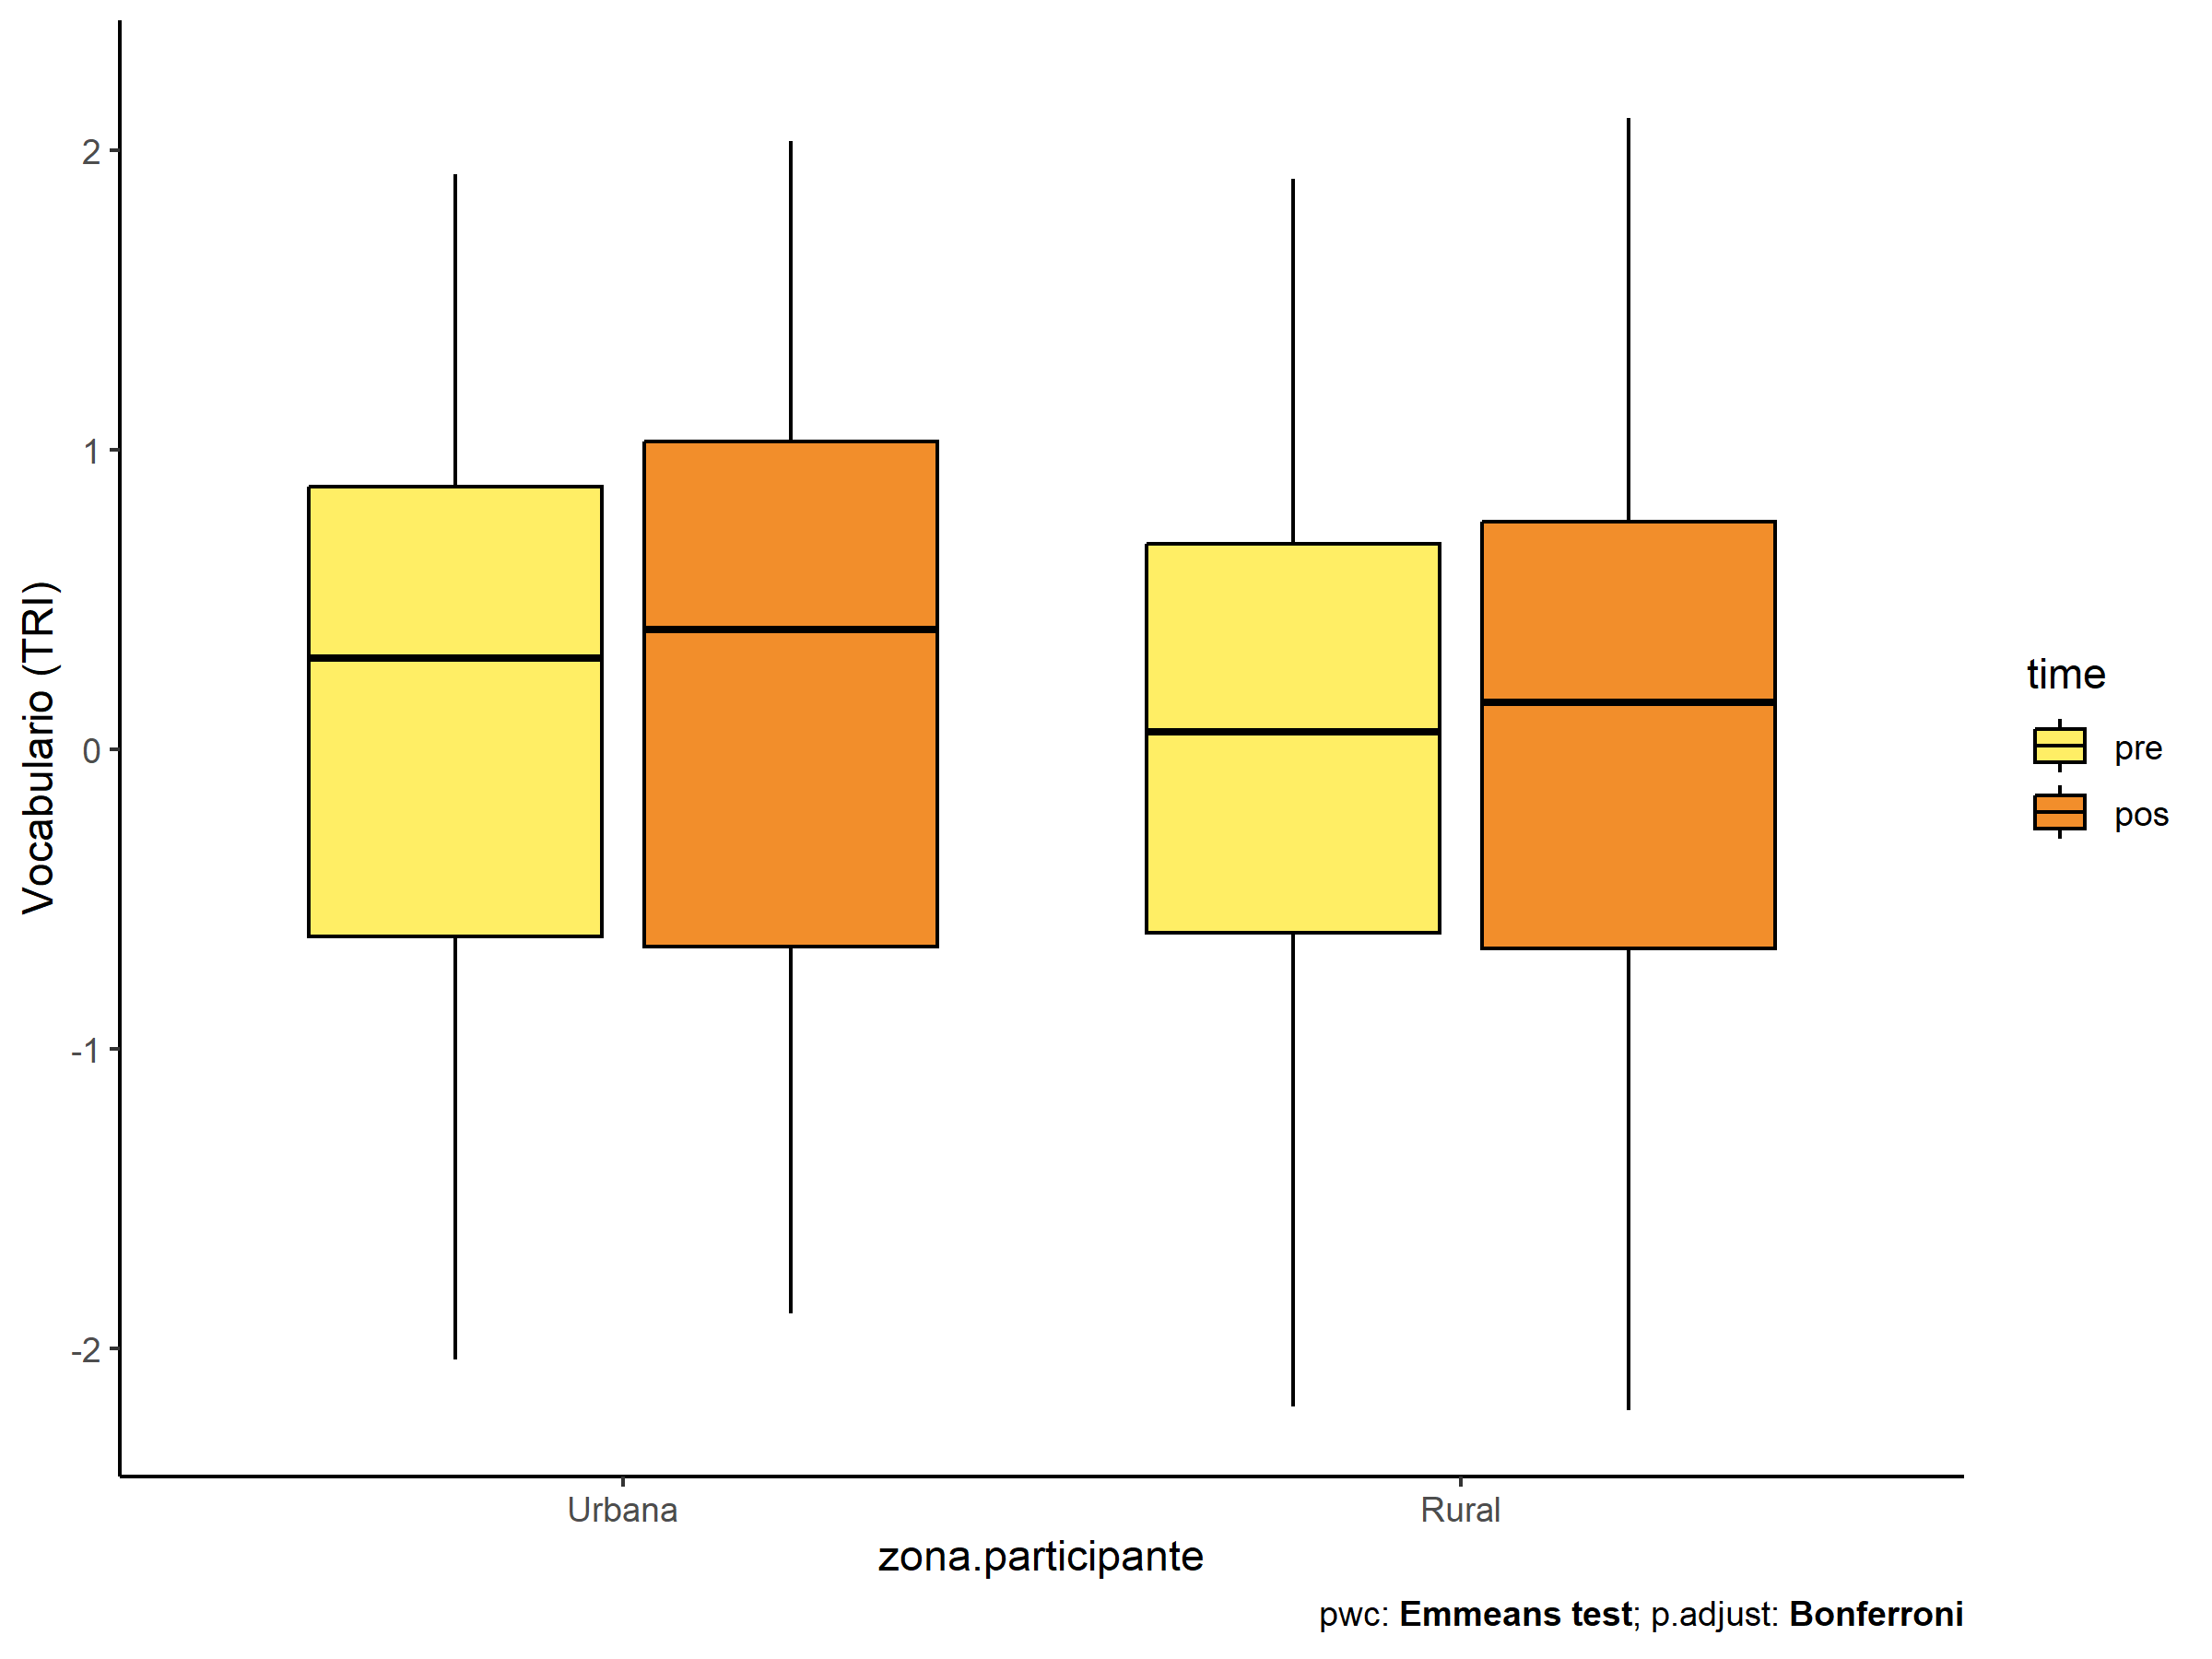 Vocabulario (TRI)
2
1
0
-1
-2
Urbana
Rural
zona.participante
time
pre
pos
pwc: Emmeans test; p.adjust: Bonferroni